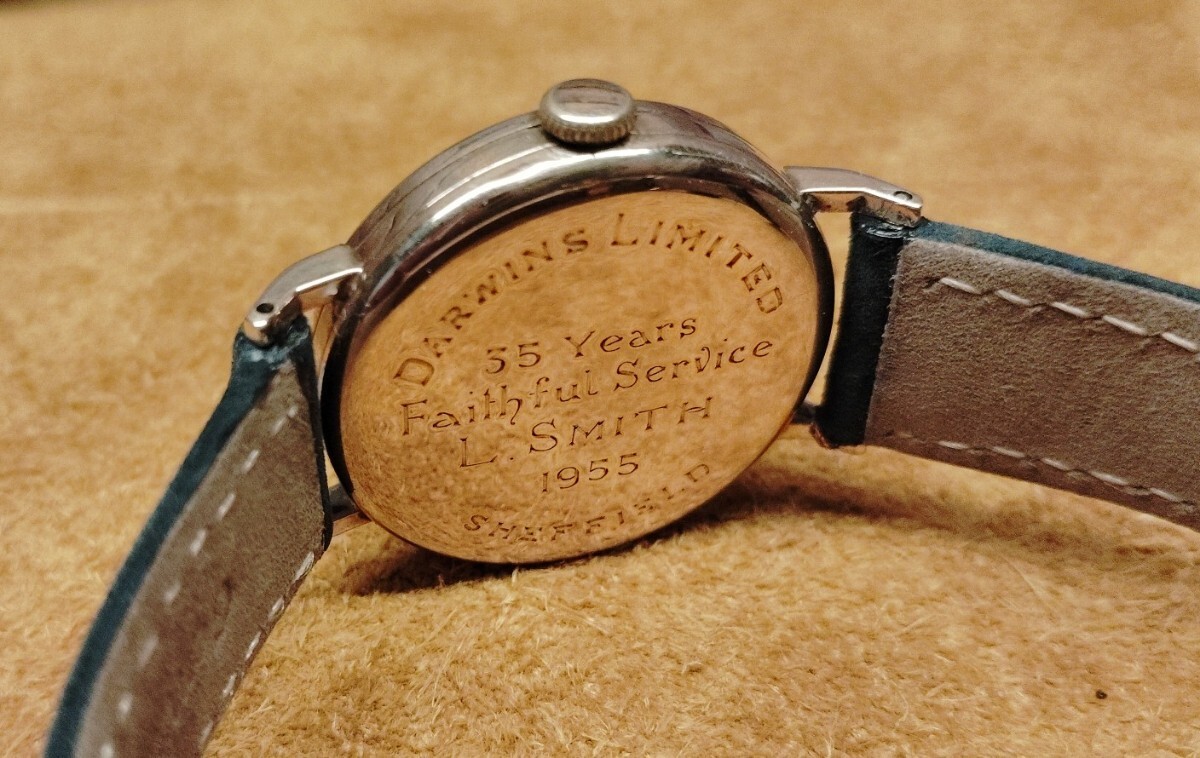 DARWINS LIMITED
35 Years
Faithful Service
L. SMITH
1955
SHEFFIELD